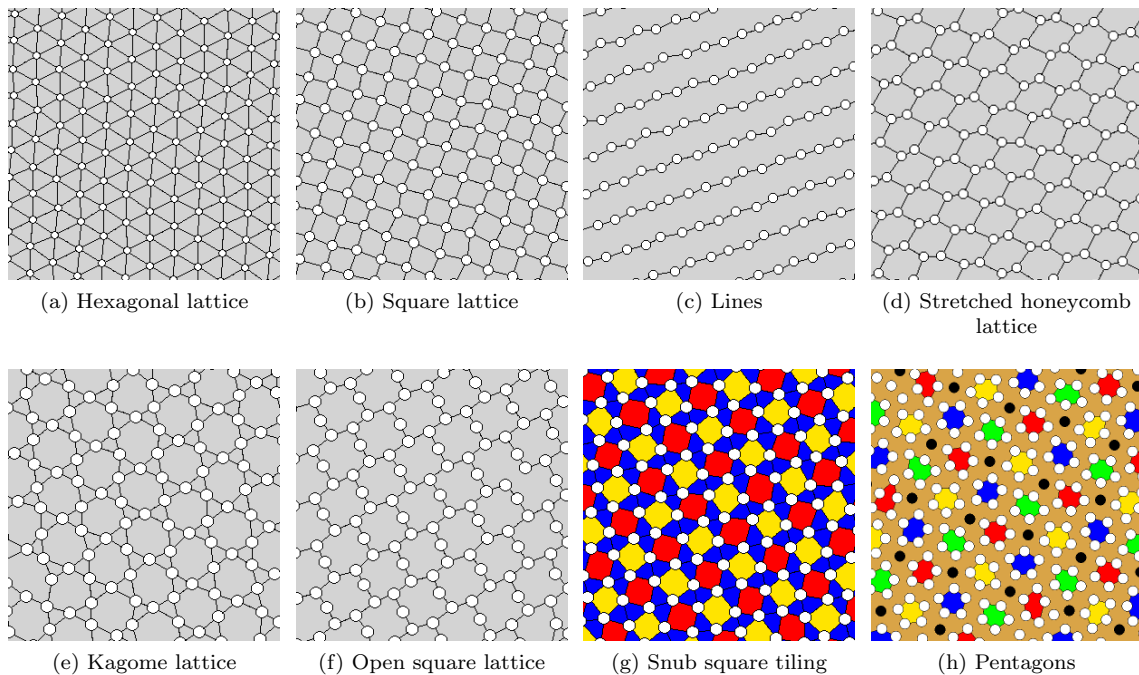 (a) Hexagonal lattice
(b) Square lattice
(c) Lines
(d) Stretched honeycomb
lattice
(e) Kagome lattice
(f) Open square lattice
(g) Snub square tiling
(h) Pentagons